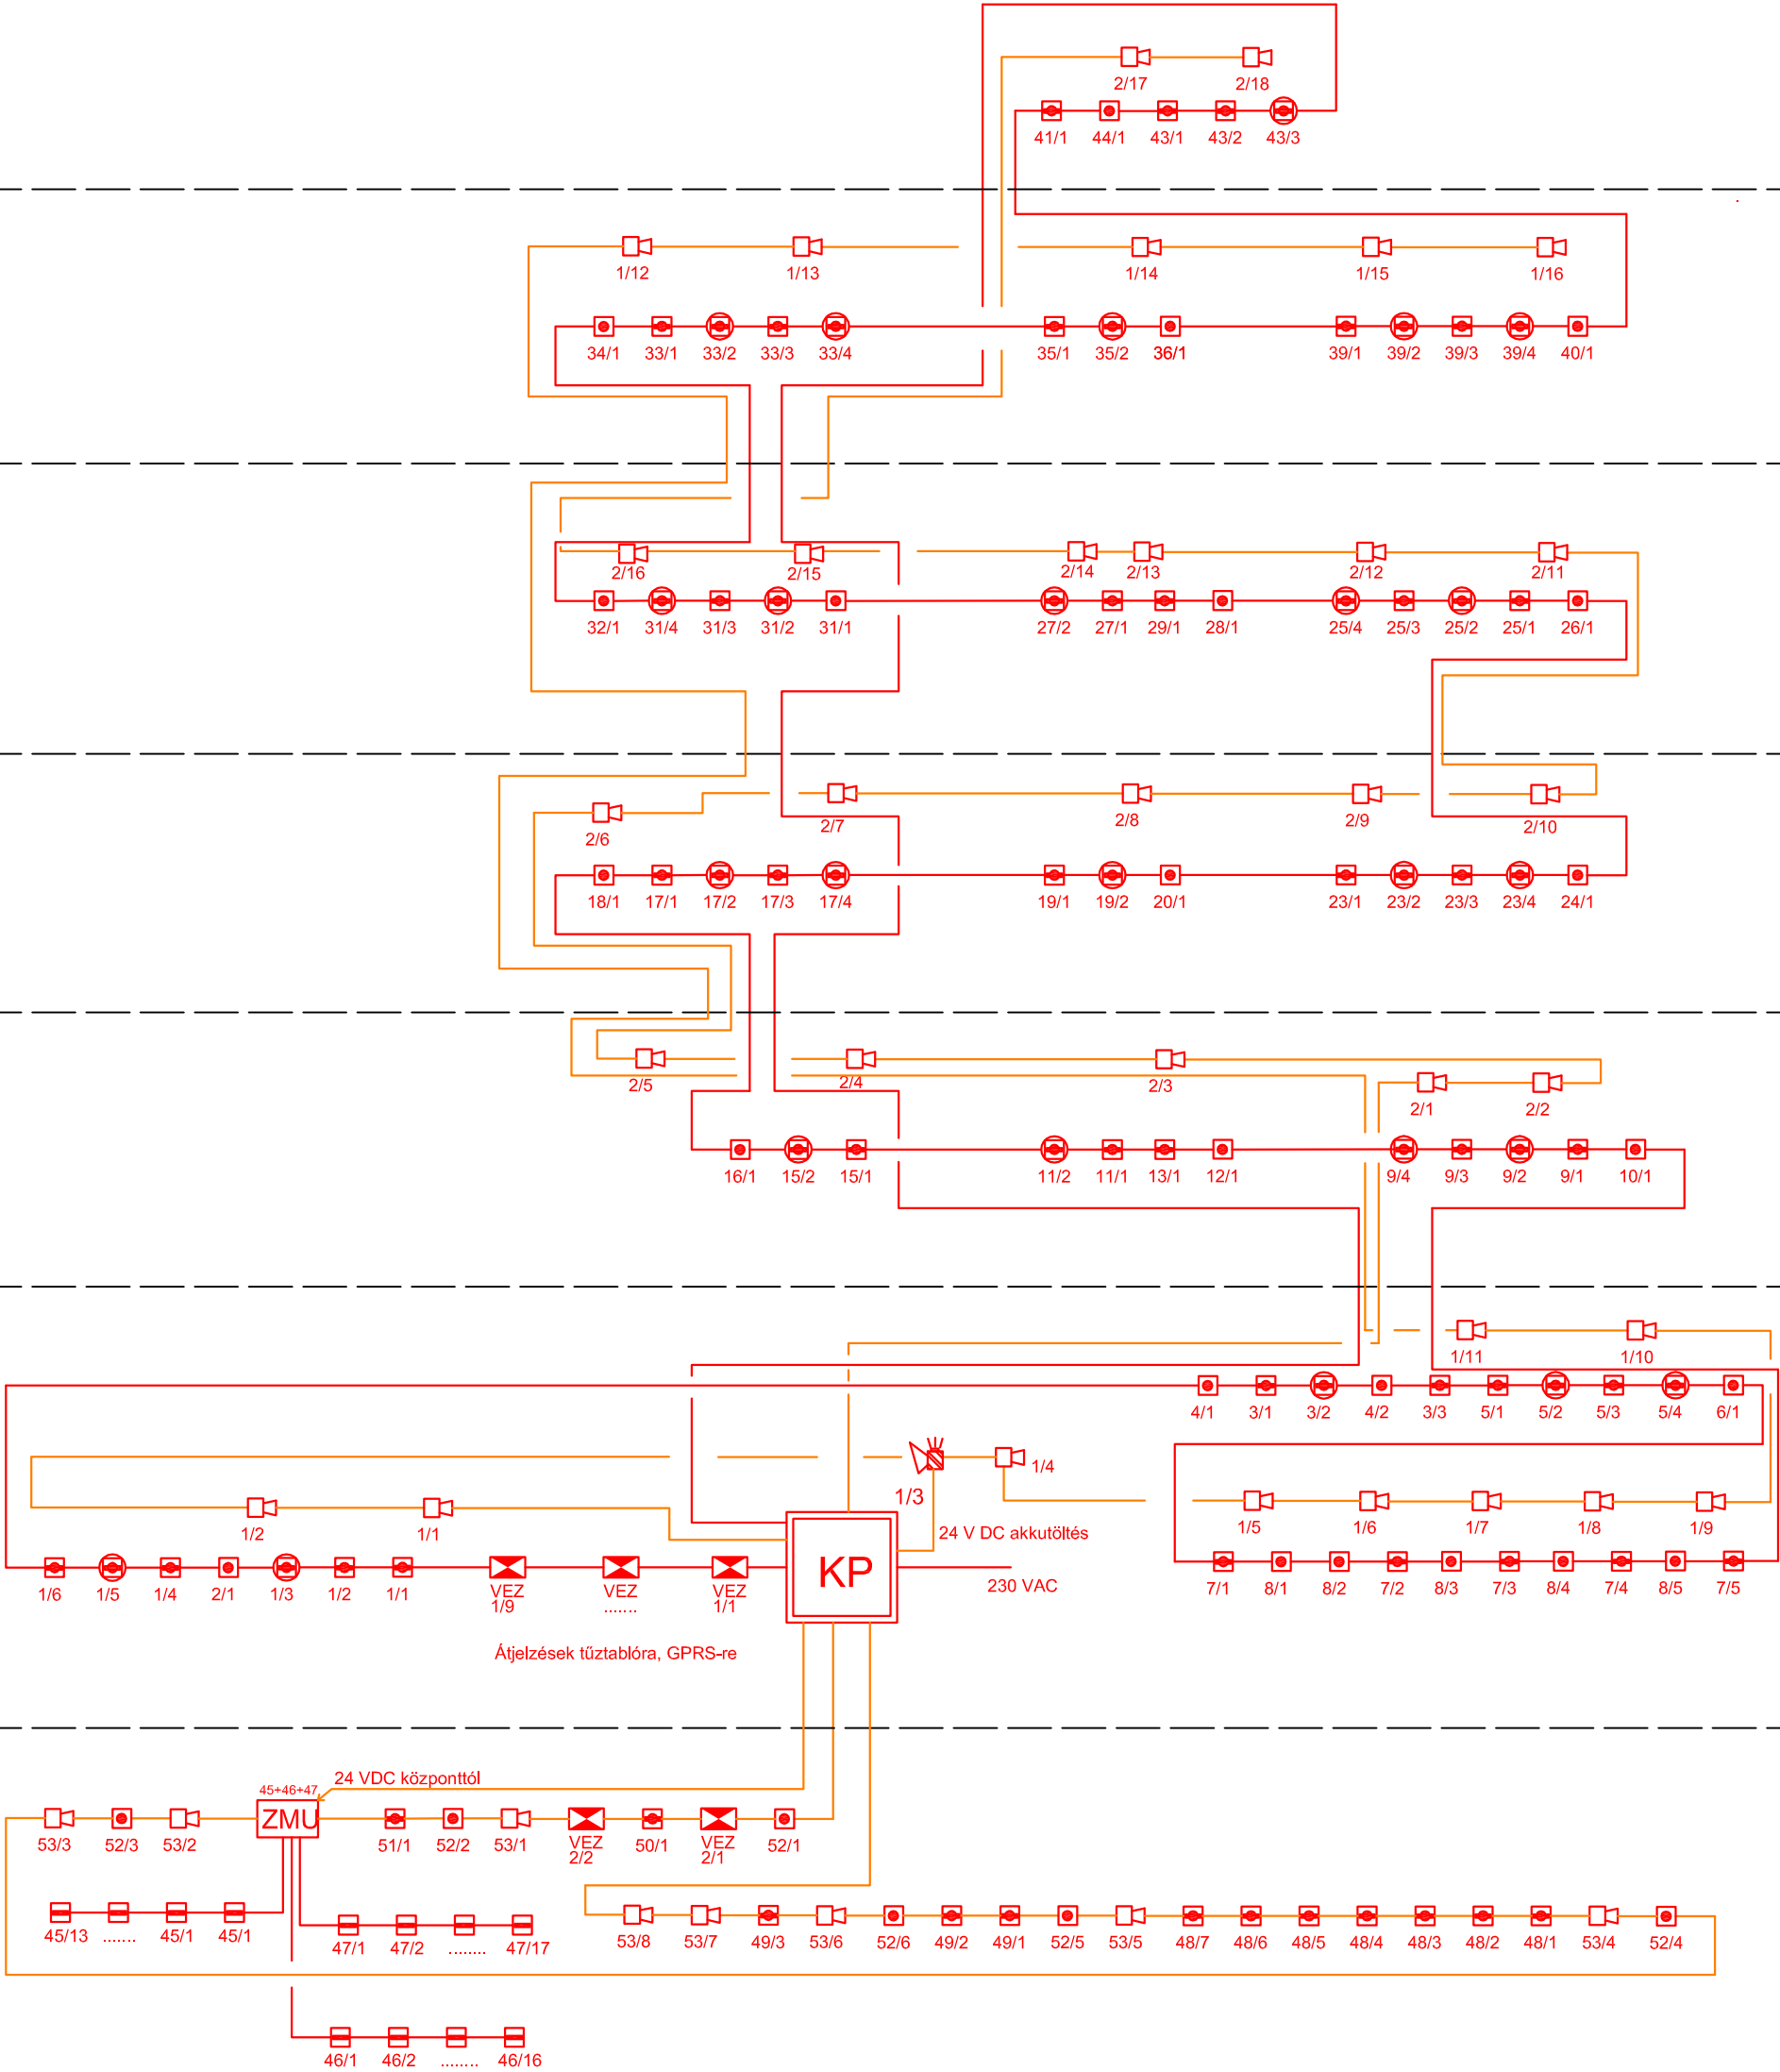 2/17 2/18
41/1 44/1 43/1 43/2 43/3
1/12 1/13 1/14 1/15 1/16
34/1 33/1 33/2 33/3 33/4 35/1 35/2 36/1 39/1 39/2 39/3 39/4 40/1
2/16 2/15 2/14 2/13 2/12 2/11
32/1 31/4 31/3 31/2 31/1 27/2 27/1 29/1 28/1 25/4 25/3 25/2 25/1 26/1
2/6 2/7 2/8 2/9 2/10
18/1 17/1 17/2 17/3 17/4 19/1 19/2 20/1 23/1 23/2 23/3 23/4 24/1
2/5 2/4 2/3 2/1 2/2
16/1 15/2 15/1 11/2 11/1 13/1 12/1 9/4 9/3 9/2 9/1 10/1
1/11 1/10
4/1 3/1 3/2 4/2 3/3 5/1 5/2 5/3 5/4 6/1
1/4
1/3
1/2 1/1 1/5 1/6 1/7 1/8 1/9
24 V DC akkutöltés
KP
230 VAC
1/6 1/5 1/4 2/1 1/3 1/2 1/1 VEZ VEZ VEZ 7/1 8/1 8/2 7/2 8/3 7/3 8/4 7/4 8/5 7/5
1/9 ....... 1/1
Átjelzések tűztablóra, GPRS-re
24 VDC központtól
45+46+47
ZMU
53/3 52/3 53/2 51/1 52/2 53/1 VEZ 50/1 VEZ 52/1
2/2 2/1
45/13 ....... 45/1 45/1
47/1 47/2 ........ 47/17
53/8 53/7 49/3 53/6 52/6 49/2 49/1 52/5 53/5 48/7 48/6 48/5 48/4 48/3 48/2 48/1 53/4 52/4
46/1 46/2 ........ 46/16